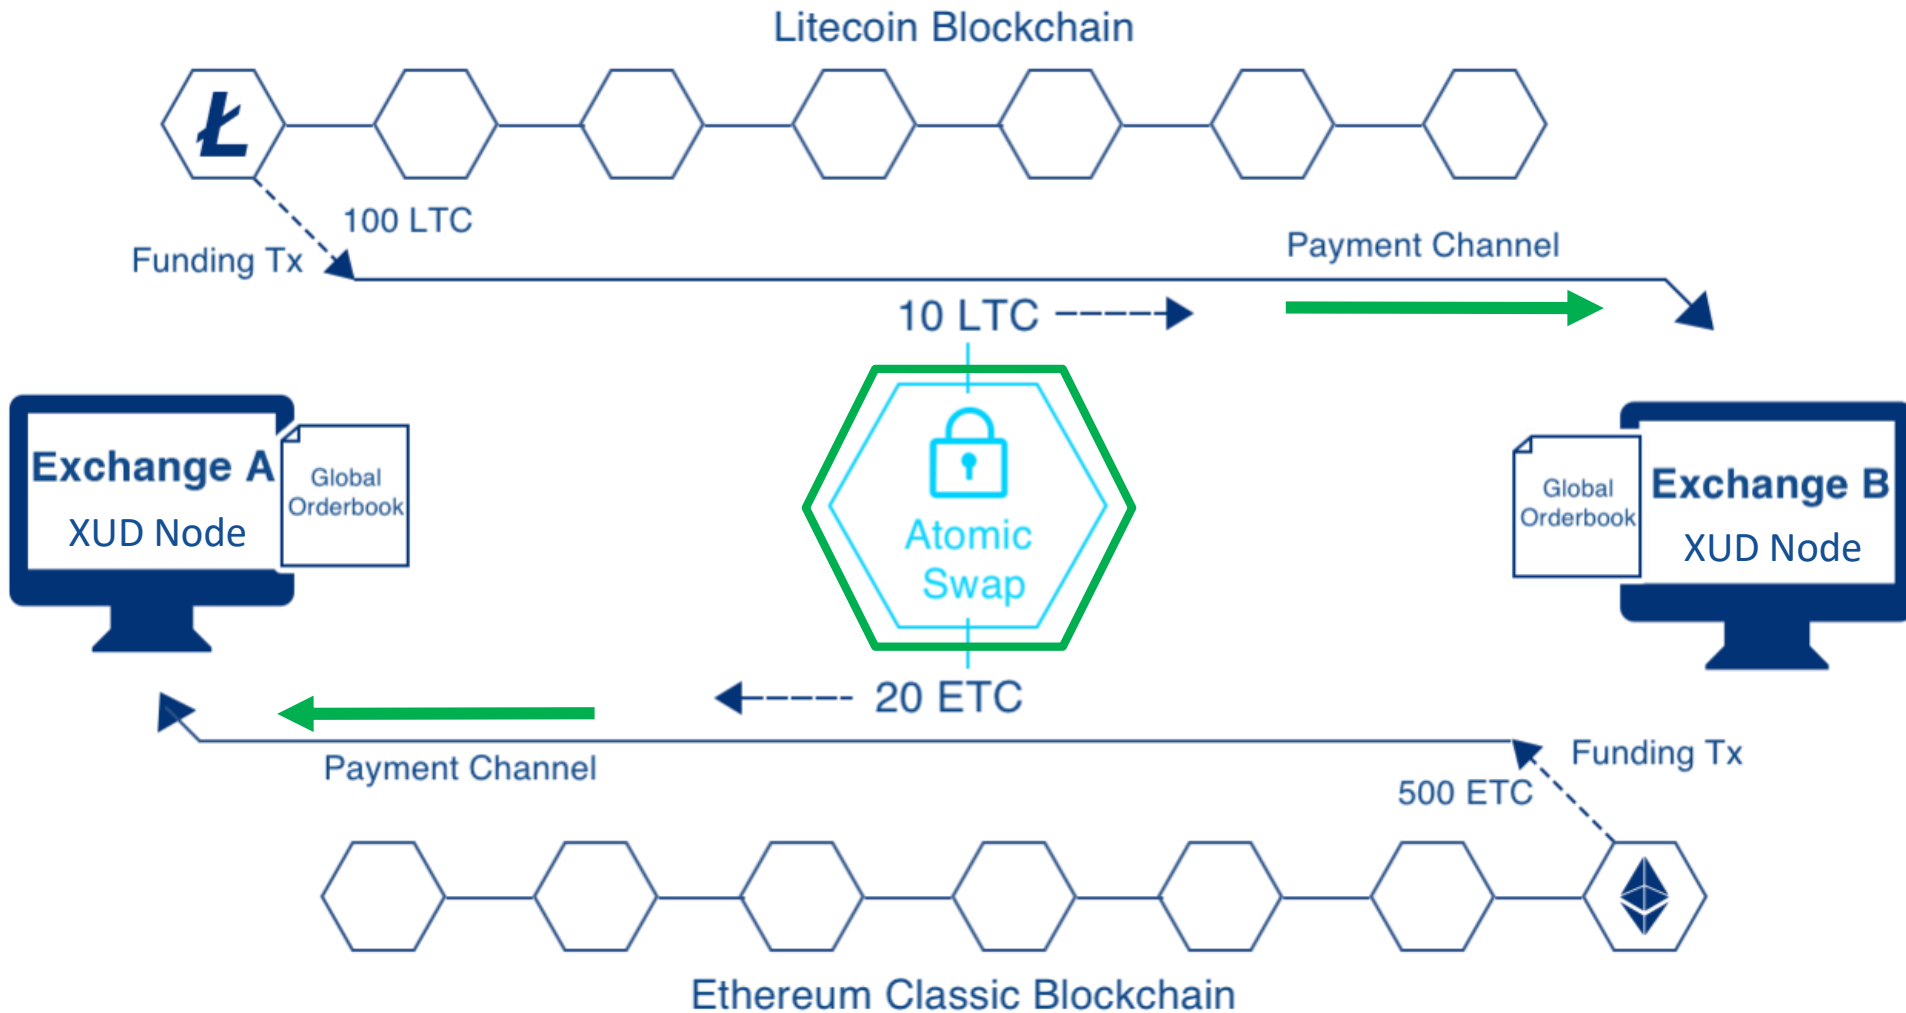 Litecoin Blockchain
Ł
100 LTC
Funding Tx
Payment Channel
10 LTC
Exchange A
XUD Node
Global
Orderbook
Atomic
Swap
Global
Orderbook
Exchange B
XUD Node
20 ETC
Payment Channel
Funding Tx
500 ETC
Ethereum Classic Blockchain